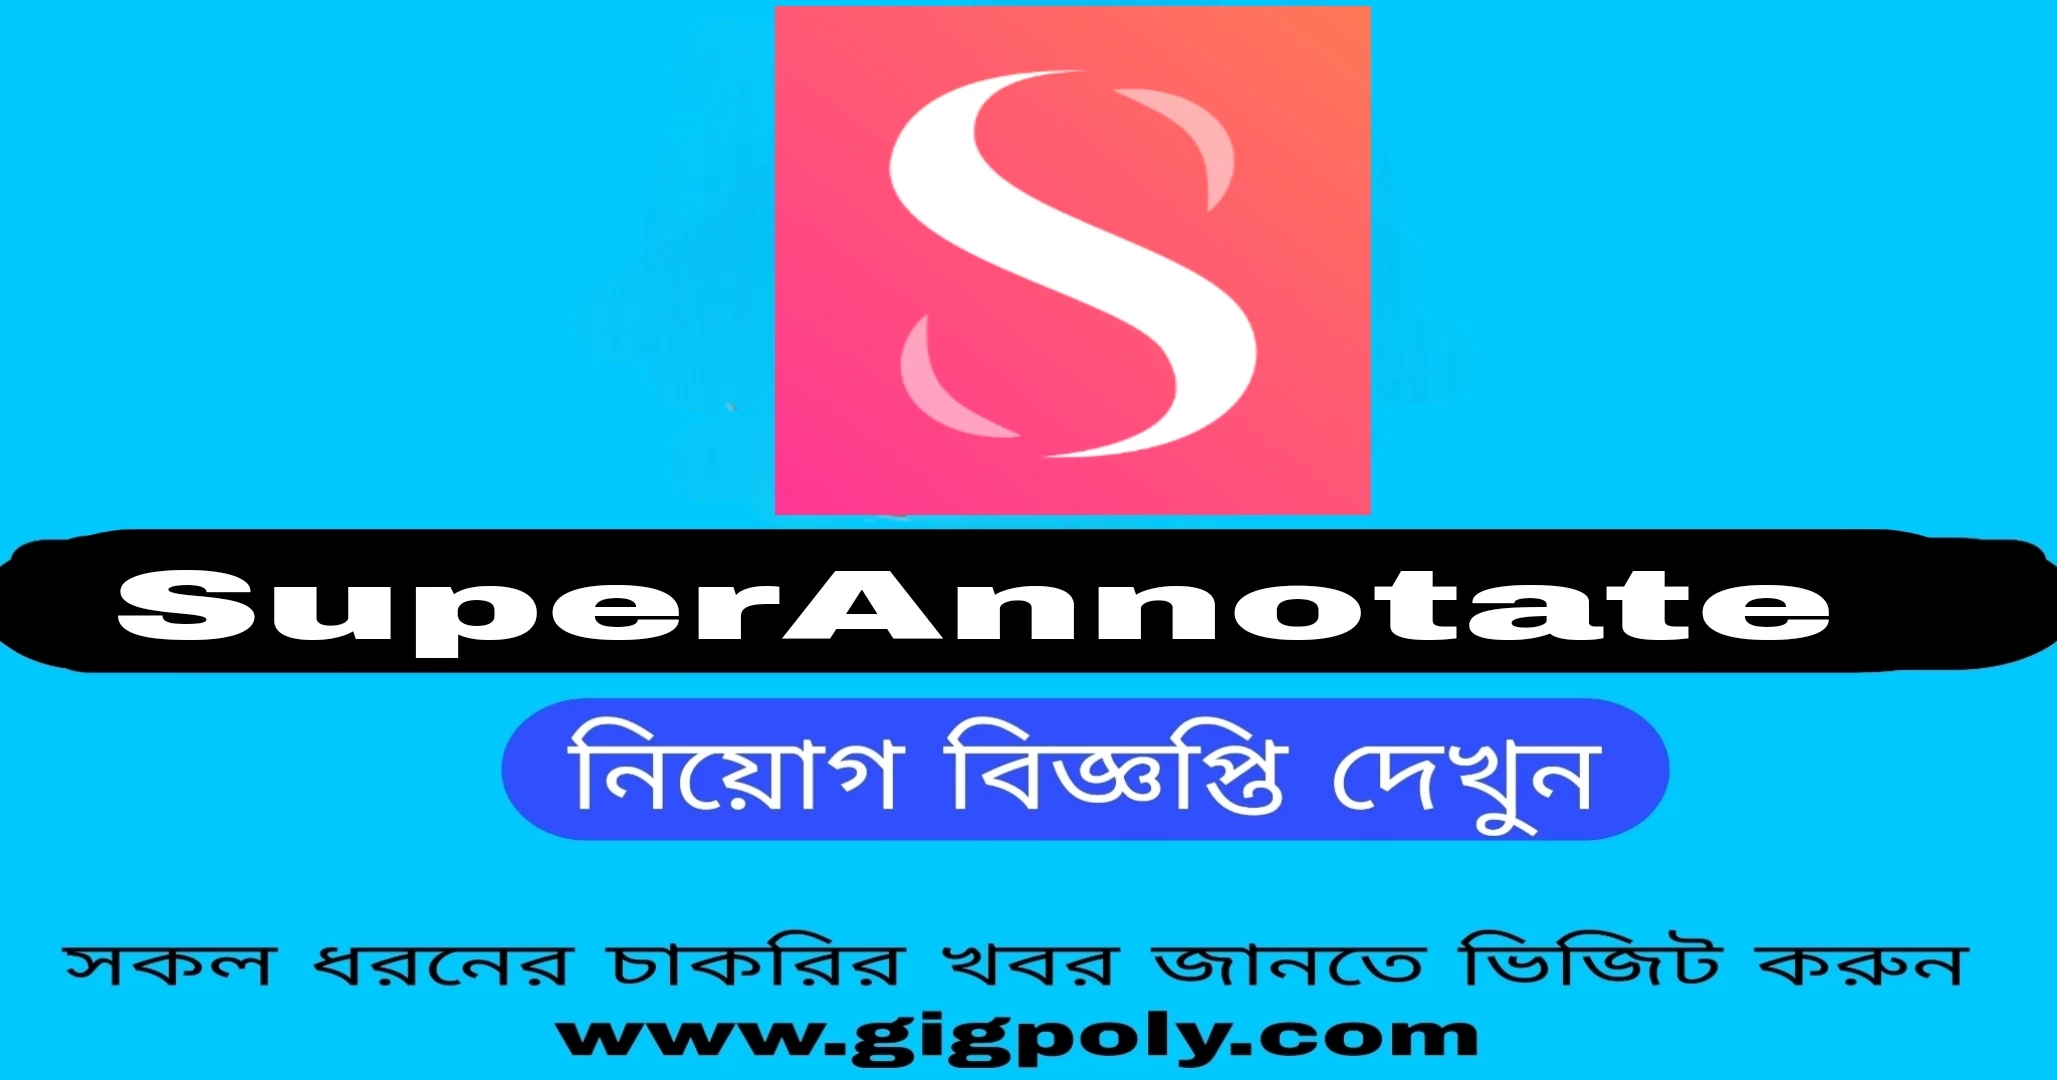 SuperAnnotate
নিয়োগ বিজ্ঞপ্তি দেখুন
সকল ধরনের চাকরির খবর জানতে ভিজিট করুন
www.gigpoly.com